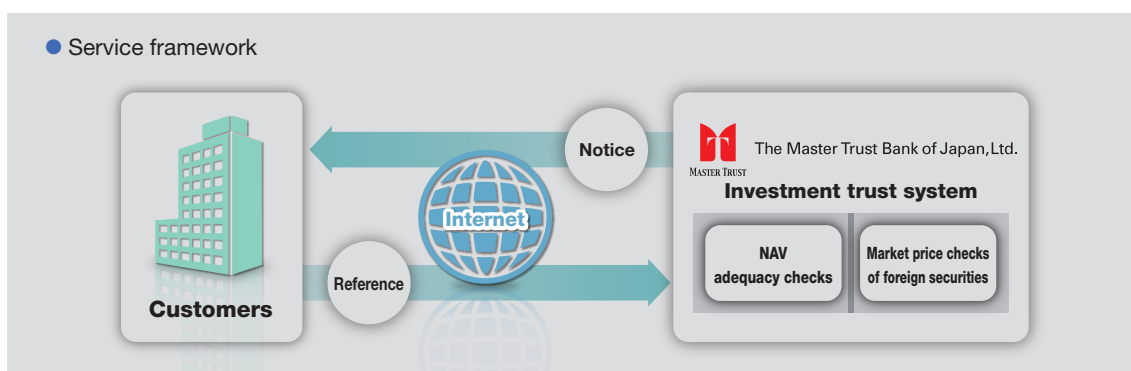 Service framework
Notice
The Master Trust Bank of Japan,Ltd.
MASTER TRUST
Investment trust system
Internet
NAV
adequacy checks
Market price checks
of foreign securities
Reference
Customers